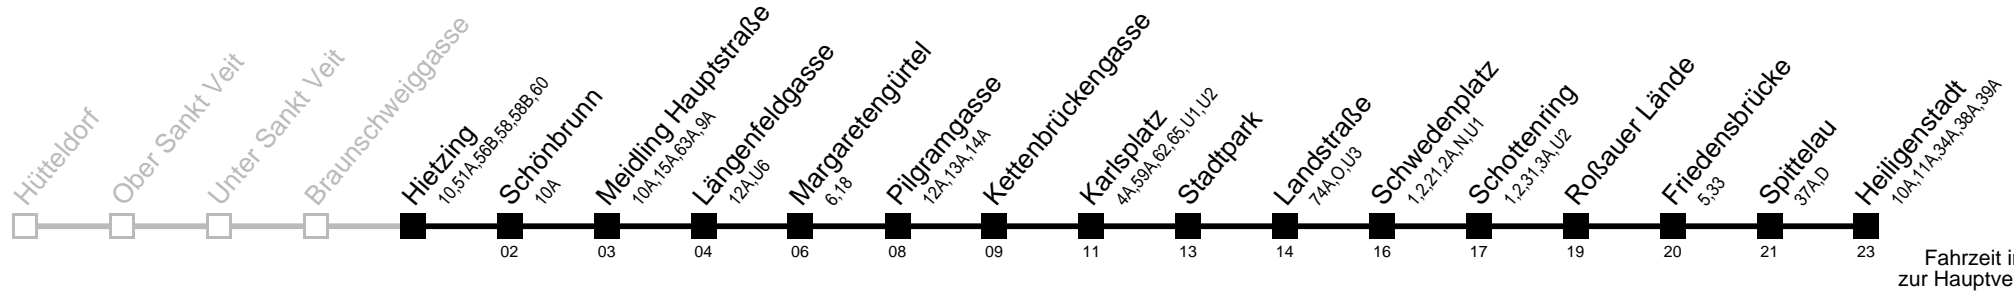 Hütteldorf
Ober Sankt Veit
Unter Sankt Veit
Braunschweiggasse
Hietzing
10,51A,56B,58,58B,60
Schönbrunn
10A
Meidling Hauptstraße
10A,15A,63A,9A
Längenfeldgasse
12A,U6
Margaretengürtel
6,18
Pilgramgasse
12A,13A,14A
Kettenbrückengasse
Karlsplatz
4A,59A,62,65,U1,U2
Stadtpark
Landstraße
74A,O,U3
Schwedenplatz
1,2,21,2A,N,U1
Schottenring
1,2,31,3A,U2
Roßauer Lände
Friedensbrücke
5,33
Spittelau
37A,D
Heiligenstadt
10A,11A,34A,38A,39A
02 03 04 06 08 09 11 13 14 16 17 19 20 21 23
Fahrzeit i
zur Hauptve